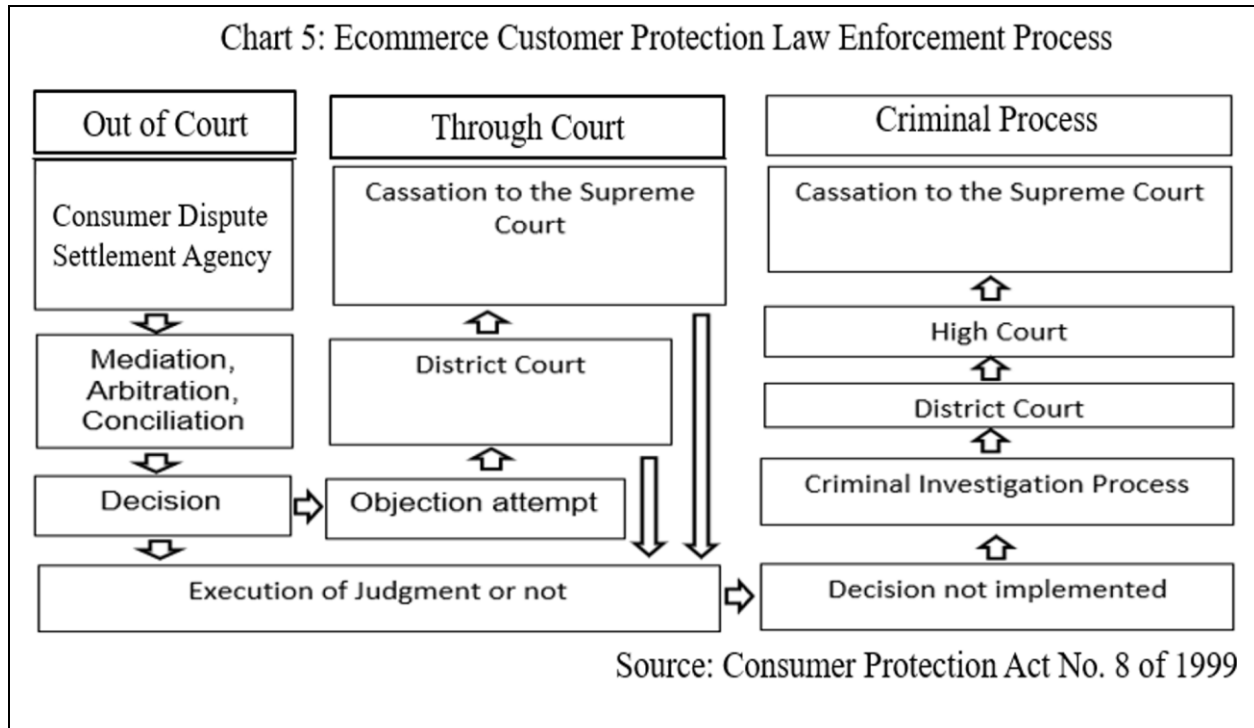 Chart 5: Ecommerce Customer Protection Law Enforcement Process
Out of Court
Consumer Dispute
Settlement Agency
Mediation,
Arbitration,
Conciliation
Decision
Through Court
Cassation to the Supreme
Court
District Court
Objection attempt
Execution of Judgment or not
Criminal Process
Cassation to the Supreme Court
High Court
District Court
Criminal Investigation Process
Decision not implemented
Source: Consumer Protection Act No. 8 of 1999